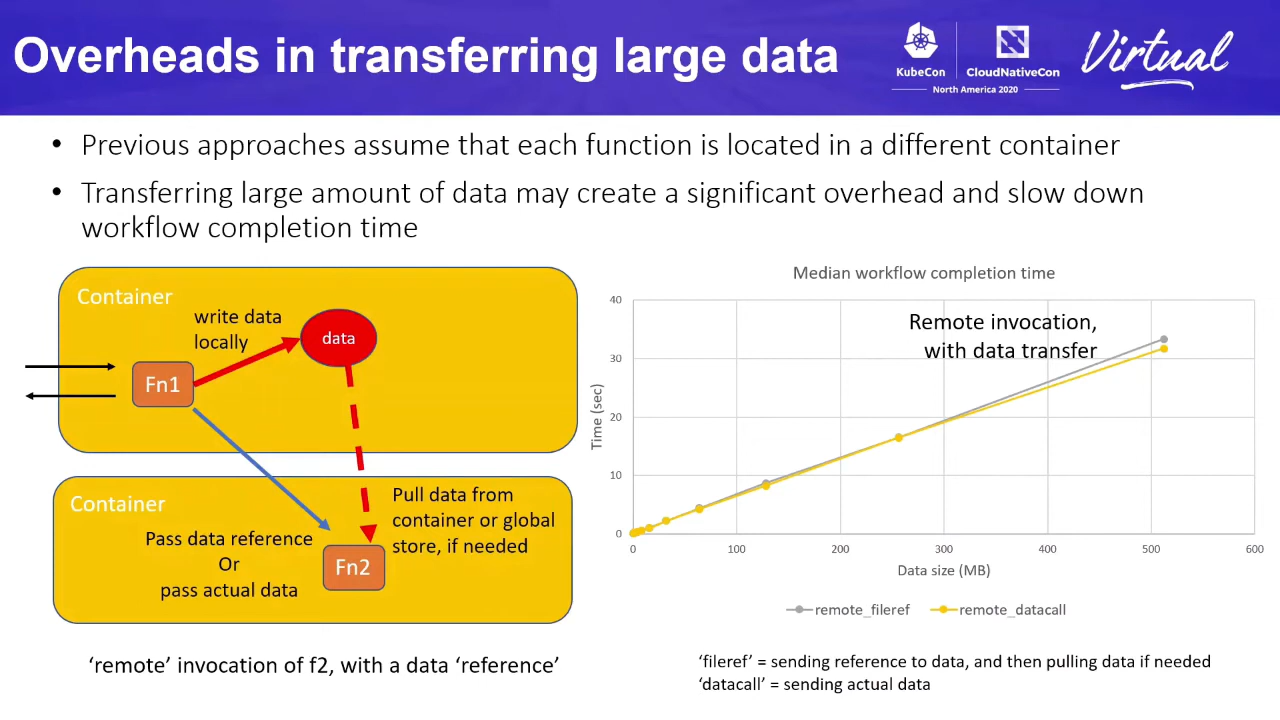 Overheads in transferring large data
KubeCon
CloudNativeCon
North America 2020
Virtual
• Previous approaches assume that each function is located in a different container
• Transferring large amount of data may create a significant overhead and slow down
workflow completion time
Container
write data
locally
data
Fn1
Container
Pull data from
container or global
store, if needed
Pass data reference
Or
pass actual data
Fn2
‘remote’ invocation of f2, with a data ‘reference’
Median workflow completion time
40
30
20
10
0
Time (sec)
Remote invocation,
with data transfer
0 100 200 300 400 500 600
Data size (MB)
remote_fileref remote_datacall
‘fileref’ = sending reference to data, and then pulling data if needed
‘datacall’ = sending actual data